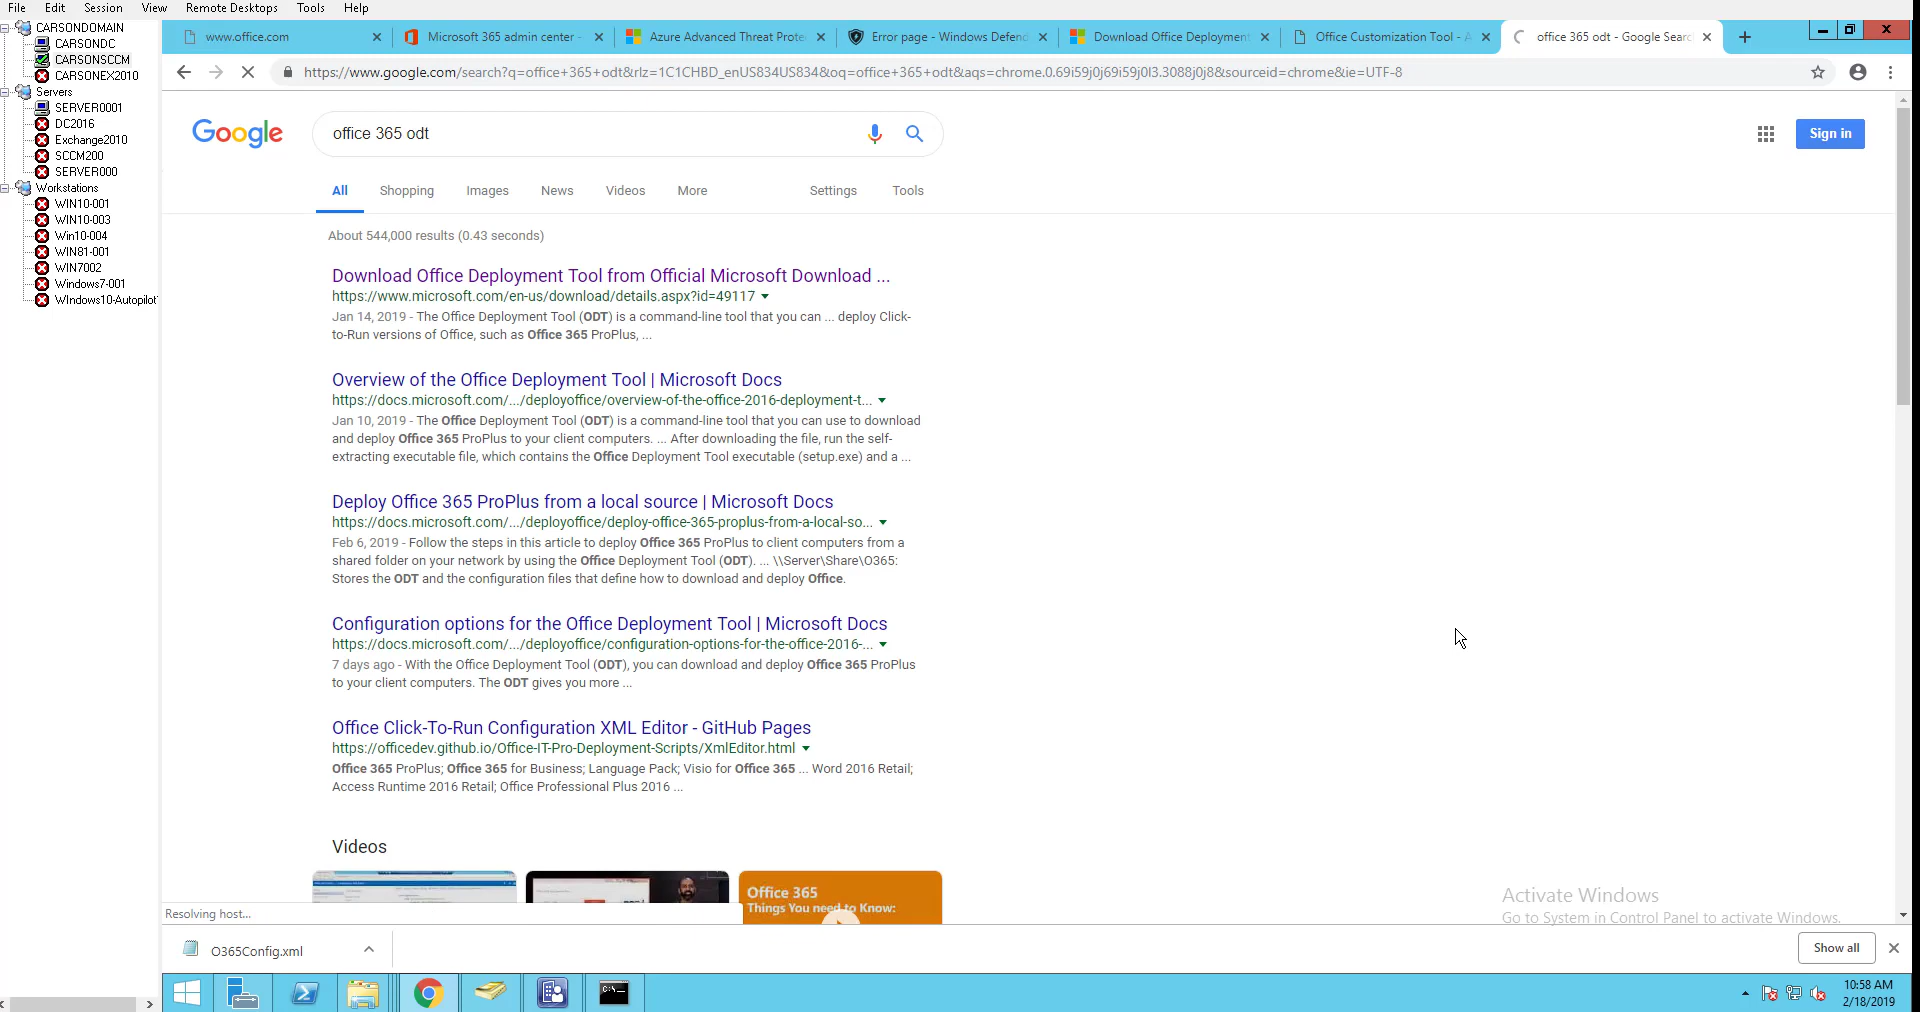 File Edit Session View Remote Desktops Tools Help
CARSONDOMAIN
CARSONDC
CARSONSCCM
CARSONEX2010
Servers
SERVER0001
DC2016
Exchange2010
SCCM200
SERVER000
Workstations
WIN10-001
WIN10-003
Win10-004
WIN81-001
WIN7002
Windows7-001
WIndows10-Autopilot
www.office.com
Microsoft 365 admin center -
Azure Advanced Threat Prote
Error page - Windows Defend
Download Office Deployment
Office Customization Tool - A
office 365 odt - Google Searc
https://www.google.com/search?q=office+365+odt&rlz=1C1CHBD_enUS834US834&oq=office+365+odt&aqs=chrome.0.69i59j0j69i59j0l3.3088j0j8&sourceid=chrome&ie=UTF-8
Google
office 365 odt
Sign in
All Shopping Images News Videos More Settings Tools
About 544,000 results (0.43 seconds)
Download Office Deployment Tool from Official Microsoft Download ...
https://www.microsoft.com/en-us/download/details.aspx?id=49117
Jan 14, 2019 - The Office Deployment Tool (ODT) is a command-line tool that you can ... deploy Click-
to-Run versions of Office, such as Office 365 ProPlus, ...
Overview of the Office Deployment Tool | Microsoft Docs
https://docs.microsoft.com/.../deployoffice/overview-of-the-office-2016-deployment-t...
Jan 10, 2019 - The Office Deployment Tool (ODT) is a command-line tool that you can use to download
and deploy Office 365 ProPlus to your client computers. ... After downloading the file, run the self-
extracting executable file, which contains the Office Deployment Tool executable (setup.exe) and a ...
Deploy Office 365 ProPlus from a local source | Microsoft Docs
https://docs.microsoft.com/.../deployoffice/deploy-office-365-proplus-from-a-local-so...
Feb 6, 2019 - Follow the steps in this article to deploy Office 365 ProPlus to client computers from a
shared folder on your network by using the Office Deployment Tool (ODT). ... \\Server\Share\O365:
Stores the ODT and the configuration files that define how to download and deploy Office.
Configuration options for the Office Deployment Tool | Microsoft Docs
https://docs.microsoft.com/.../deployoffice/configuration-options-for-the-office-2016-...
7 days ago - With the Office Deployment Tool (ODT), you can download and deploy Office 365 ProPlus
to your client computers. The ODT gives you more ...
Office Click-To-Run Configuration XML Editor - GitHub Pages
https://officedev.github.io/Office-IT-Pro-Deployment-Scripts/XmlEditor.html
Office 365 ProPlus; Office 365 for Business; Language Pack; Visio for Office 365 ... Word 2016 Retail;
Access Runtime 2016 Retail; Office Professional Plus 2016 ...
Videos
Office 365
Things You need to Know:
Activate Windows
Go to System in Control Panel to activate Windows.
Resolving host...
O365Config.xml
Show all
10:58 AM
2/18/2019